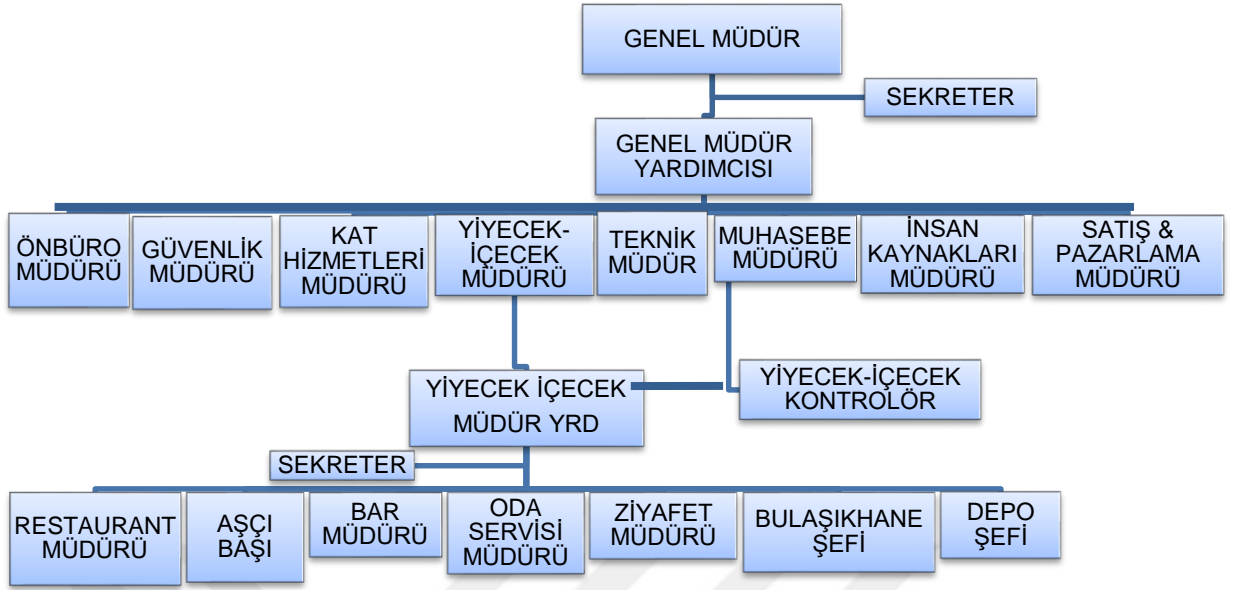 GENEL MÜDÜR
SEKRETER
GENEL MÜDÜR
YARDIMCISI
ÖNBÜRO
MÜDÜRÜ
GÜVENLİK
MÜDÜRÜ
KAT
HİZMETLERİ
MÜDÜRÜ
YİYECEK-
İÇECEK
MÜDÜRÜ
TEKNİK
MÜDÜR
MUHASEBE
MÜDÜRÜ
İNSAN
KAYNAKLARI
MÜDÜRÜ
SATIŞ &
PAZARLAMA
MÜDÜRÜ
YİYECEK İÇECEK
MÜDÜR YRD
YİYECEK-İÇECEK
KONTROLÖR
SEKRETER
RESTAURANT
MÜDÜRÜ
AŞÇI
BAŞI
BAR
MÜDÜRÜ
ODA
SERVİSİ
MÜDÜRÜ
ZİYAFET
MÜDÜRÜ
BULAŞIKHANE
ŞEFİ
DEPO
ŞEFİ